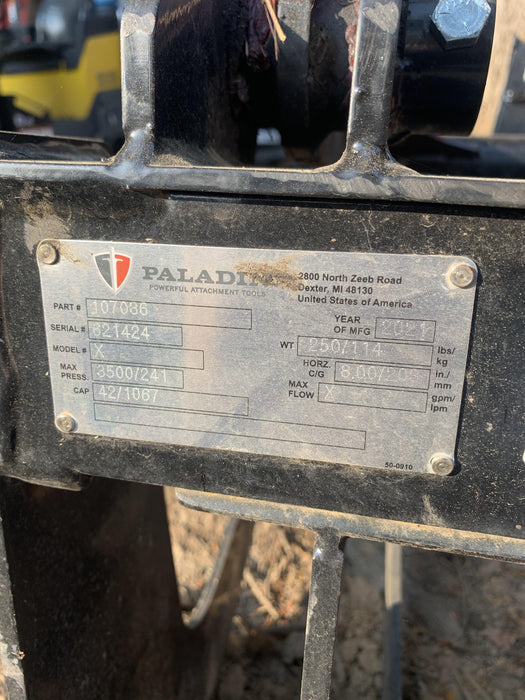 PALADIN
POWERFUL ATTACHMENT TOOLS
2800 North Zeeb Road
Dexter, MI 48130
United States of America
PART # 107086
SERIAL # 621424
MODEL # X
MAX PRESS. 3500/241
CAP 42/1067
YEAR OF MFG 2021
WT 250/114 lbs/kg
HORZ. C/G 8.00/ in./mm
MAX FLOW X gpm/lpm
50-0910